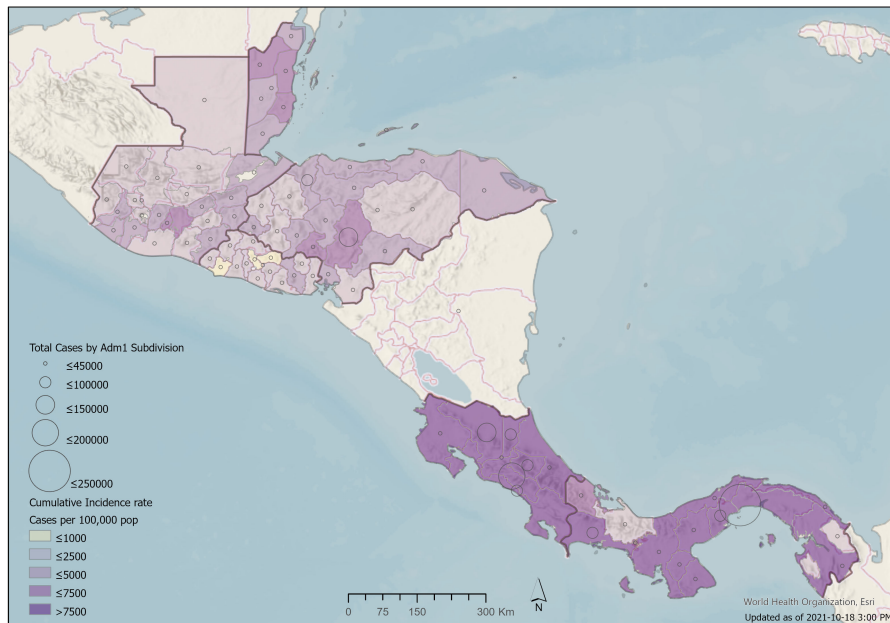 Total Cases by Adm1 Subdivision
≤45000
≤100000
≤150000
≤200000
≤250000
Cumulative Incidence rate
Cases per 100,000 pop
≤1000
≤2500
≤5000
≤7500
>7500
0 75 150 300 Km
N
World Health Organization, Esri
Updated as of 2021-10-18 3:00 PM